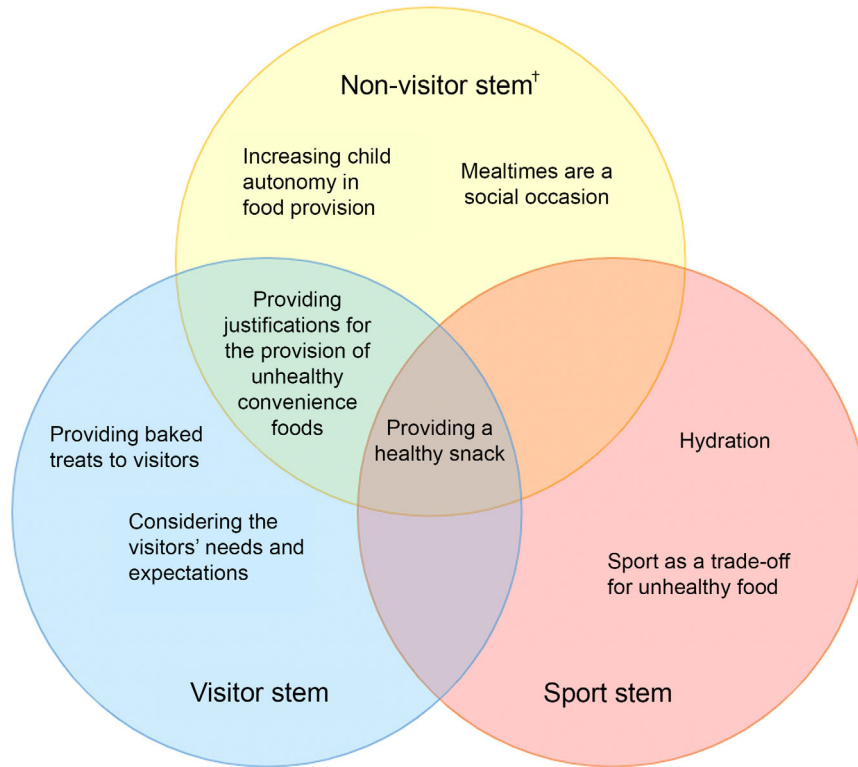 Non-visitor stem†
Increasing child
autonomy in
food provision
Mealtimes are a
social occasion
Providing
justifications for
the provision of
unhealthy
convenience
foods
Providing a
healthy snack
Providing baked
treats to visitors
Considering the
visitors’ needs and
expectations
Hydration
Sport as a trade-off
for unhealthy food
Visitor stem
Sport stem